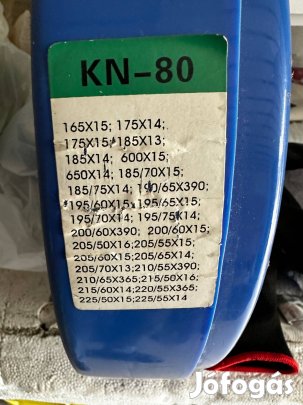 KN-80
165X15; 175X14;
175X15; 185X13;
185X14; 600X15;
650X14; 185/70X15;
185/75X14; 190/65X390;
195/60X15; 195/65X15;
195/70X14; 195/75X14;
200/60X390; 200/60X15;
205/50X16; 205/55X15;
205/60X15; 205/65X14;
205/70X13; 210/55X390;
210/65X365; 215/50X16;
215/60X14; 220/55X365;
225/50X15; 225/55X14
Jófogás